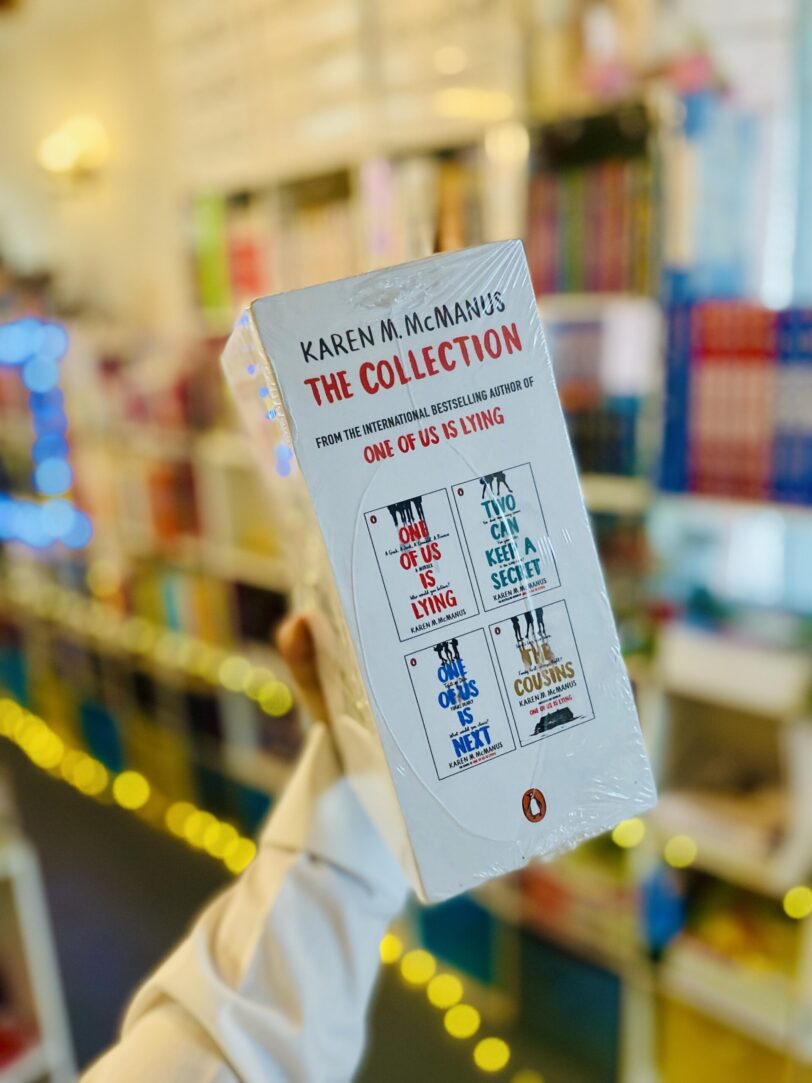 KAREN M. McMANUS
THE COLLECTION
FROM THE INTERNATIONAL BESTSELLING AUTHOR OF
ONE OF US IS LYING
ONE
OF US
IS
LYING
KAREN M. McMANUS
TWO
CAN
KEEP A
SECRET
KAREN M. McMANUS
ONE
OF US
IS
NEXT
KAREN M. McMANUS
THE
COUSINS
KAREN M. McMANUS
ONE OF US IS LYING